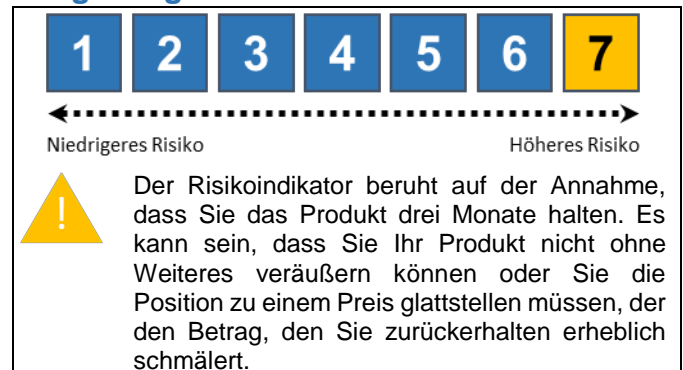 1 2 3 4 5 6 7
Niedrigeres Risiko Höheres Risiko
!
Der Risikoindikator beruht auf der Annahme,
dass Sie das Produkt drei Monate halten. Es
kann sein, dass Sie Ihr Produkt nicht ohne
Weiteres veräußern können oder Sie die
Position zu einem Preis glattstellen müssen, der
den Betrag, den Sie zurückerhalten erheblich
schmälert.